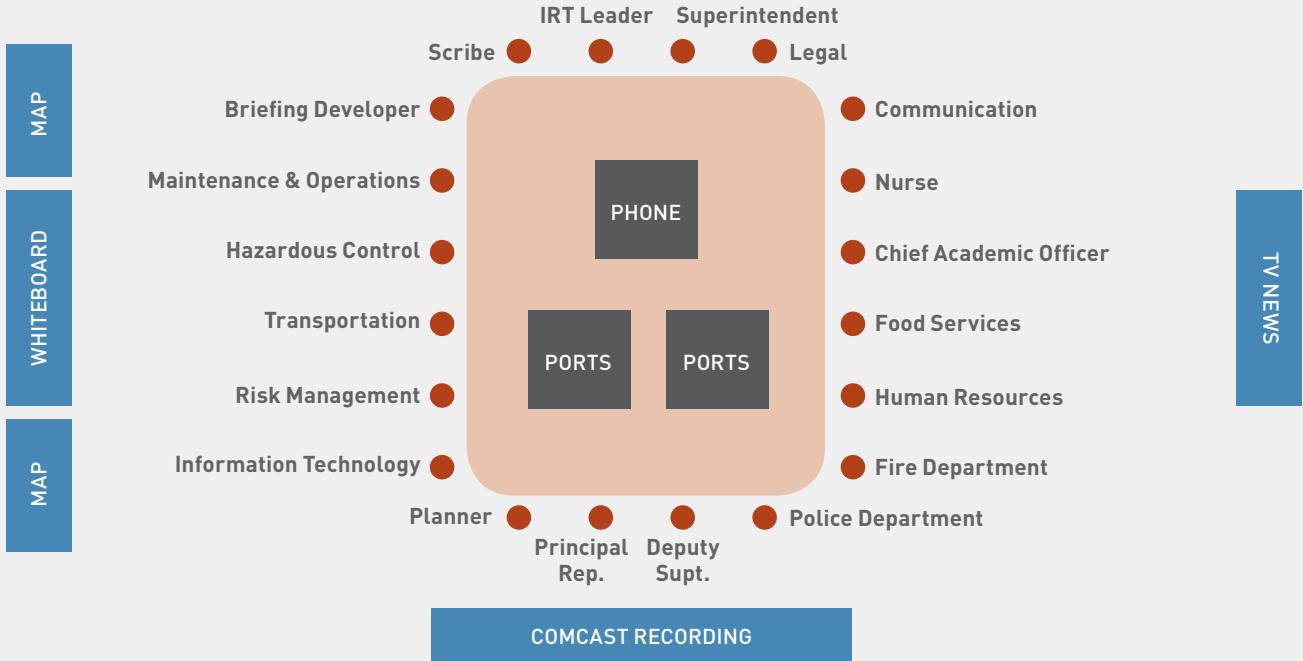 IRT Leader
Superintendent
Scribe
Legal
Briefing Developer
Communication
Maintenance & Operations
Nurse
Hazardous Control
Chief Academic Officer
Transportation
Food Services
Risk Management
Human Resources
Information Technology
Fire Department
Planner
Police Department
Principal
Rep.
Deputy
Supt.
MAP
WHITEBOARD
MAP
PHONE
PORTS
PORTS
TV NEWS
COMCAST RECORDING